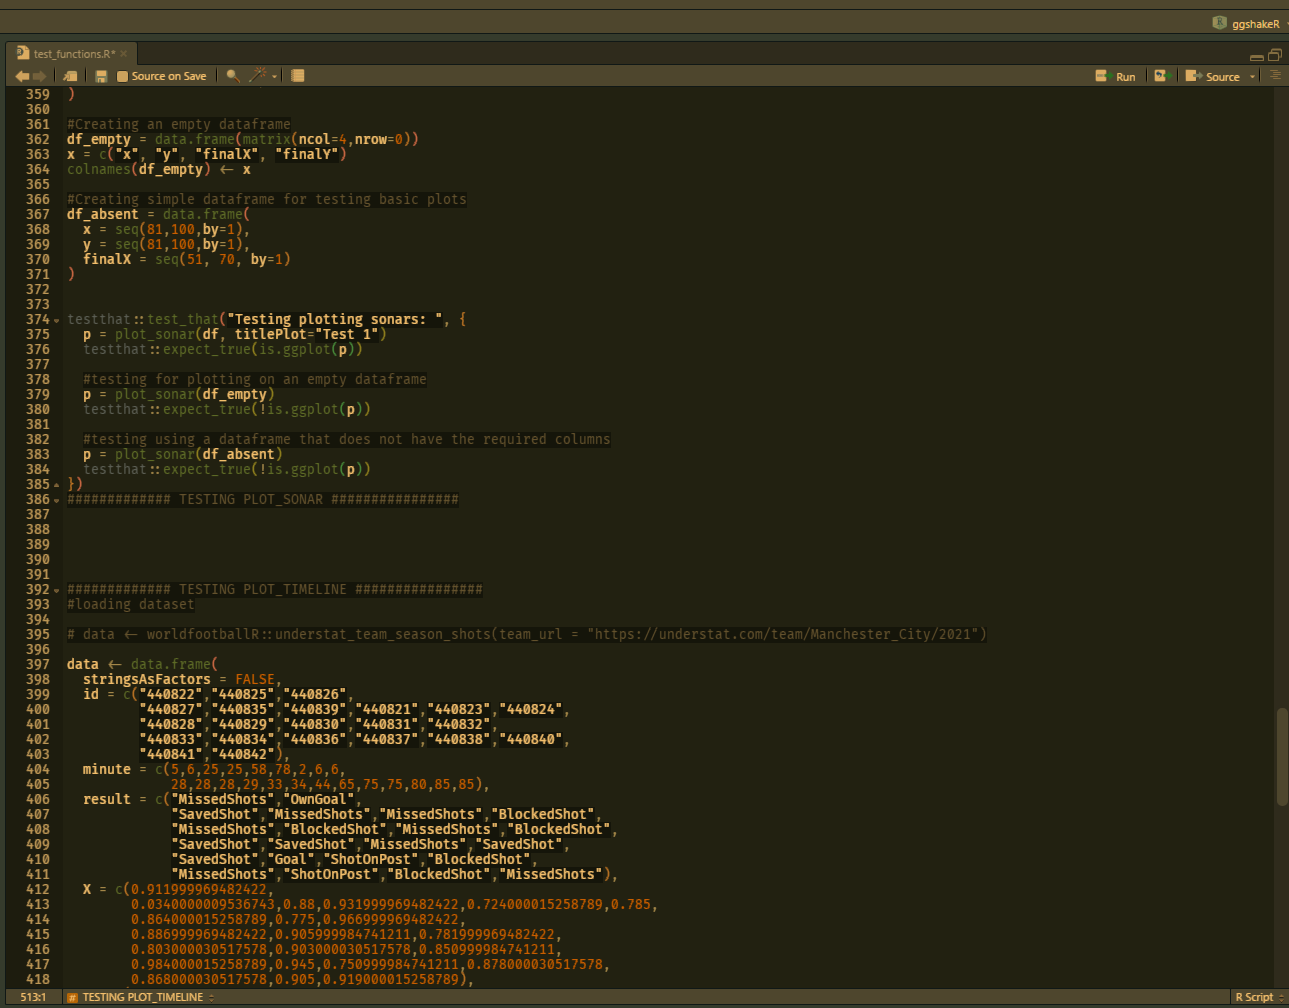 ggshakeR
test_functions.R*
Source on Save
Run
Source
359 )
360
361 #Creating an empty dataframe
362 df_empty = data.frame(matrix(ncol=4,nrow=0))
363 x = c("x", "y", "finalX", "finalY")
364 colnames(df_empty) <- x
365
366 #Creating simple dataframe for testing basic plots
367 df_absent = data.frame(
368 x = seq(81,100,by=1),
369 y = seq(81,100,by=1),
370 finalX = seq(51, 70, by=1)
371 )
372
373
374 testthat::test_that("Testing plotting sonars: ", {
375 p = plot_sonar(df, titlePlot="Test 1")
376 testthat::expect_true(is.ggplot(p))
377
378 #testing for plotting on an empty dataframe
379 p = plot_sonar(df_empty)
380 testthat::expect_true(!is.ggplot(p))
381
382 #testing using a dataframe that does not have the required columns
383 p = plot_sonar(df_absent)
384 testthat::expect_true(!is.ggplot(p))
385 })
386 ############# TESTING PLOT_SONAR ################
387
388
389
390
391
392 ############# TESTING PLOT_TIMELINE ################
393 #loading dataset
394
395 # data <- worldfootballR::understat_team_season_shots(team_url = "https://understat.com/team/Manchester_City/2021")
396
397 data <- data.frame(
398 stringsAsFactors = FALSE,
399 id = c("440822","440825","440826",
400 "440827","440835","440839","440821","440823","440824",
401 "440828","440829","440830","440831","440832",
402 "440833","440834","440836","440837","440838","440840",
403 "440841","440842"),
404 minute = c(5,6,25,25,58,78,2,6,6,
405 28,28,28,29,33,34,44,65,75,75,80,85,85),
406 result = c("MissedShots","OwnGoal",
407 "SavedShot","MissedShots","MissedShots","BlockedShot",
408 "MissedShots","BlockedShot","MissedShots","BlockedShot",
409 "SavedShot","SavedShot","MissedShots","SavedShot",
410 "SavedShot","Goal","ShotOnPost","BlockedShot",
411 "MissedShots","ShotOnPost","BlockedShot","MissedShots"),
412 X = c(0.911999969482422,
413 0.0340000009536743,0.88,0.931999969482422,0.724000015258789,0.785,
414 0.864000015258789,0.775,0.966999969482422,
415 0.886999969482422,0.905999984741211,0.781999969482422,
416 0.803000030517578,0.903000030517578,0.850999984741211,
417 0.984000015258789,0.945,0.750999984741211,0.878000030517578,
418 0.868000030517578,0.905,0.919000015258789),
513:1 # TESTING PLOT_TIMELINE R Script